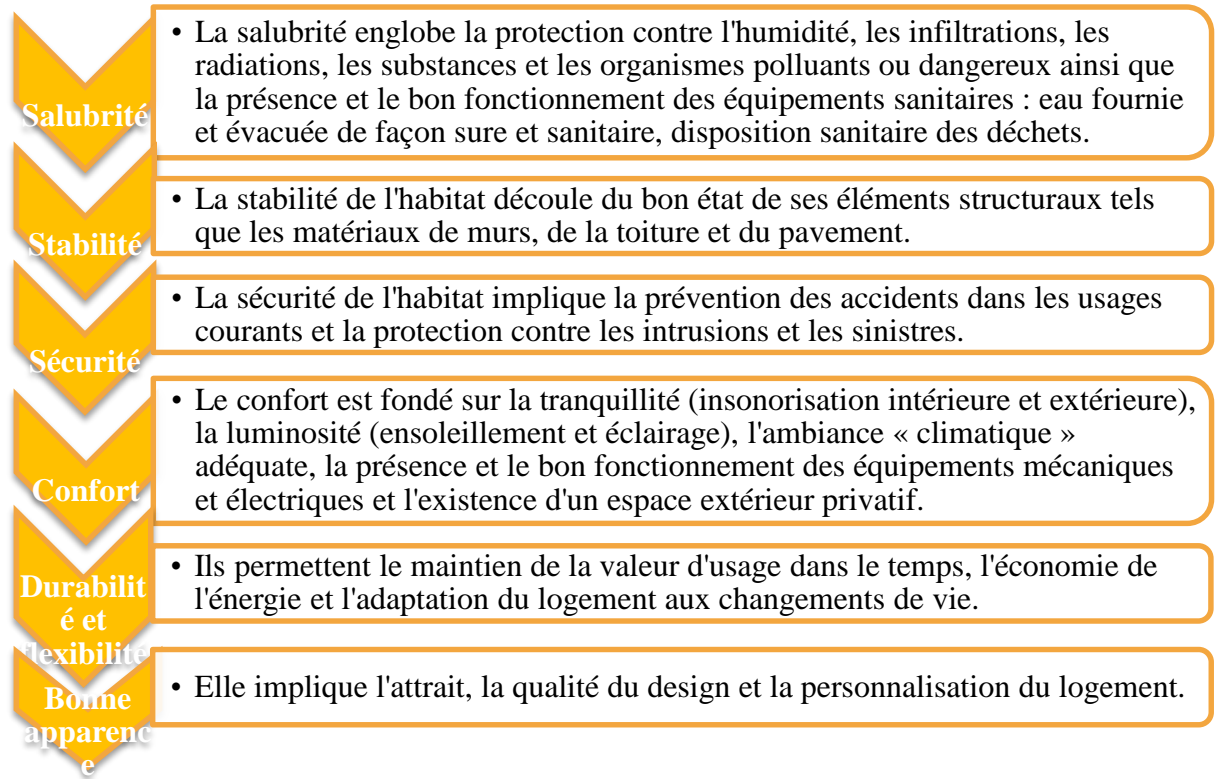 Salubrité
• La salubrité englobe la protection contre l'humidité, les infiltrations, les
radiations, les substances et les organismes polluants ou dangereux ainsi que
la présence et le bon fonctionnement des équipements sanitaires : eau fournie
et évacuée de façon sure et sanitaire, disposition sanitaire des déchets.
Stabilité
• La stabilité de l'habitat découle du bon état de ses éléments structuraux tels
que les matériaux de murs, de la toiture et du pavement.
Sécurité
• La sécurité de l'habitat implique la prévention des accidents dans les usages
courants et la protection contre les intrusions et les sinistres.
Confort
• Le confort est fondé sur la tranquillité (insonorisation intérieure et extérieure),
la luminosité (ensoleillement et éclairage), l'ambiance « climatique »
adéquate, la présence et le bon fonctionnement des équipements mécaniques
et électriques et l'existence d'un espace extérieur privatif.
Durabilit
é et
flexibilité
• Ils permettent le maintien de la valeur d'usage dans le temps, l'économie de
l'énergie et l'adaptation du logement aux changements de vie.
Bonne
apparenc
e
• Elle implique l'attrait, la qualité du design et la personnalisation du logement.